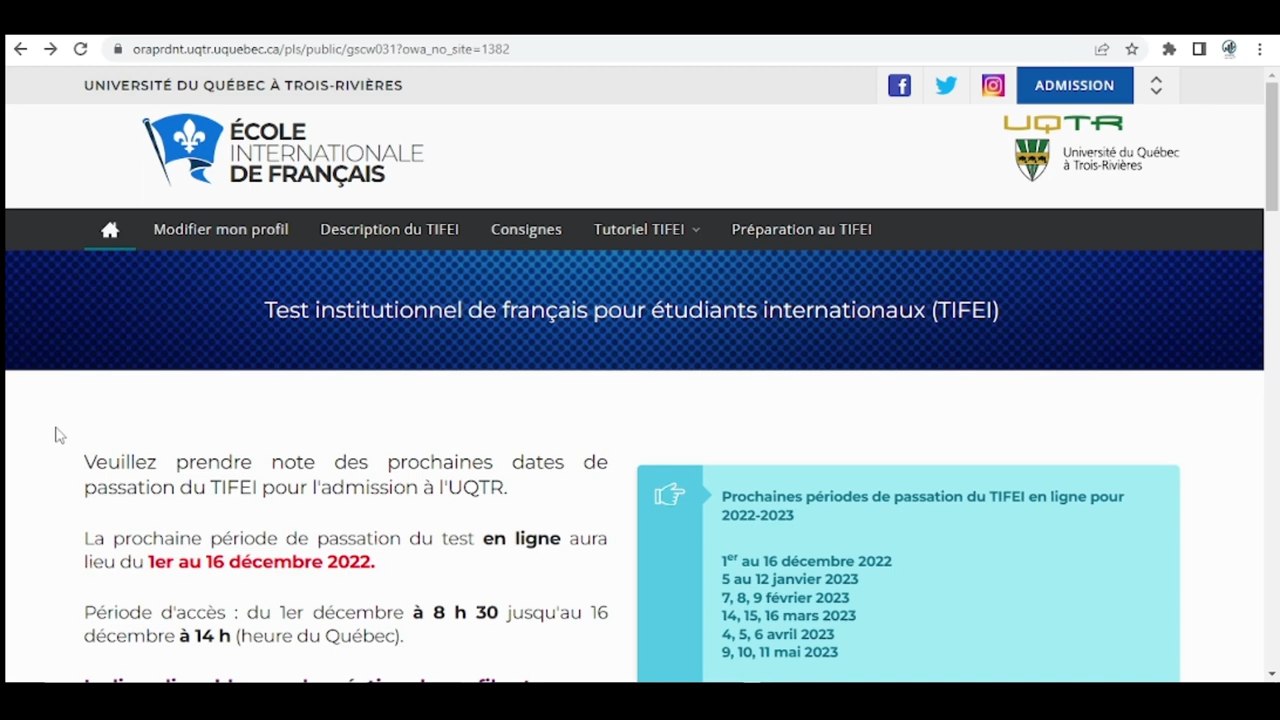 oraprdnt.uqtr.uquebec.ca/pls/public/gscw031?owa_no_site=1382
UNIVERSITÉ DU QUÉBEC À TROIS-RIVIÈRES
ADMISSION
ÉCOLE
INTERNATIONALE
DE FRANÇAIS
UQTR
Université du Québec
à Trois-Rivières
Modifier mon profil Description du TIFEI Consignes Tutoriel TIFEI Préparation au TIFEI
Test institutionnel de français pour étudiants internationaux (TIFEI)
Veuillez prendre note des prochaines dates de
passation du TIFEI pour l'admission à l'UQTR.
La prochaine période de passation du test en ligne aura
lieu du 1er au 16 décembre 2022.
Période d'accès : du 1er décembre à 8 h 30 jusqu'au 16
décembre à 14 h (heure du Québec).
Prochaines périodes de passation du TIFEI en ligne pour
2022-2023
1er au 16 décembre 2022
5 au 12 janvier 2023
7, 8, 9 février 2023
14, 15, 16 mars 2023
4, 5, 6 avril 2023
9, 10, 11 mai 2023